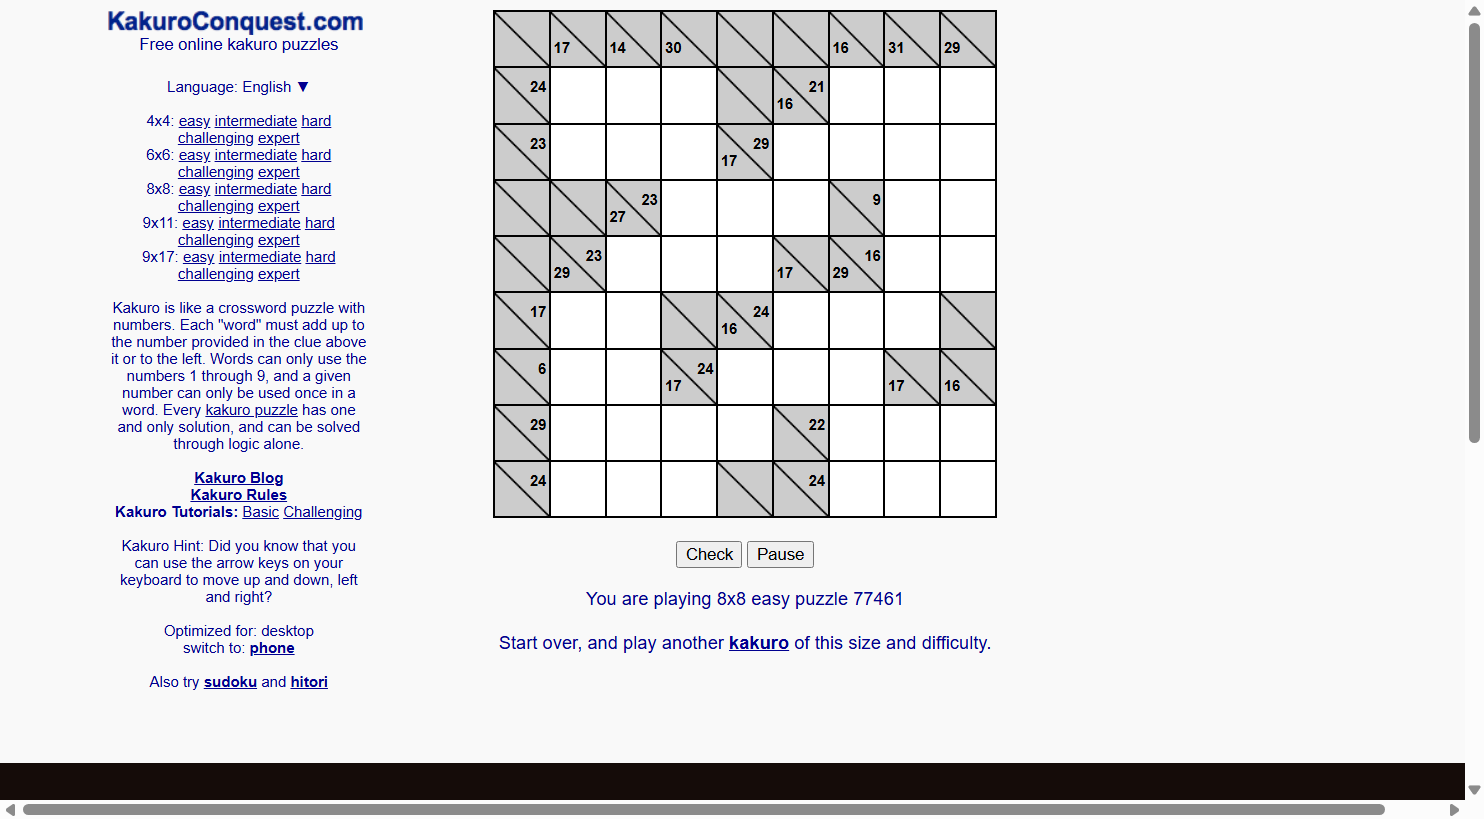 KakuroConquest.com
Free online kakuro puzzles
Language: English ▼
4x4: easy intermediate hard
challenging expert
6x6: easy intermediate hard
challenging expert
8x8: easy intermediate hard
challenging expert
9x11: easy intermediate hard
challenging expert
9x17: easy intermediate hard
challenging expert
Kakuro is like a crossword puzzle with
numbers. Each "word" must add up to
the number provided in the clue above
it or to the left. Words can only use the
numbers 1 through 9, and a given
number can only be used once in a
word. Every kakuro puzzle has one
and only solution, and can be solved
through logic alone.
Kakuro Blog
Kakuro Rules
Kakuro Tutorials: Basic Challenging
Kakuro Hint: Did you know that you
can use the arrow keys on your
keyboard to move up and down, left
and right?
Optimized for: desktop
switch to: phone
Also try sudoku and hitori
17 14 30 16 31 29
24 21
16
23 29
17
23 9
27
23 16
29 17 29
17 24
16
6 24
17 17 16
29 22
24 24
Check Pause
You are playing 8x8 easy puzzle 77461
Start over, and play another kakuro of this size and difficulty.